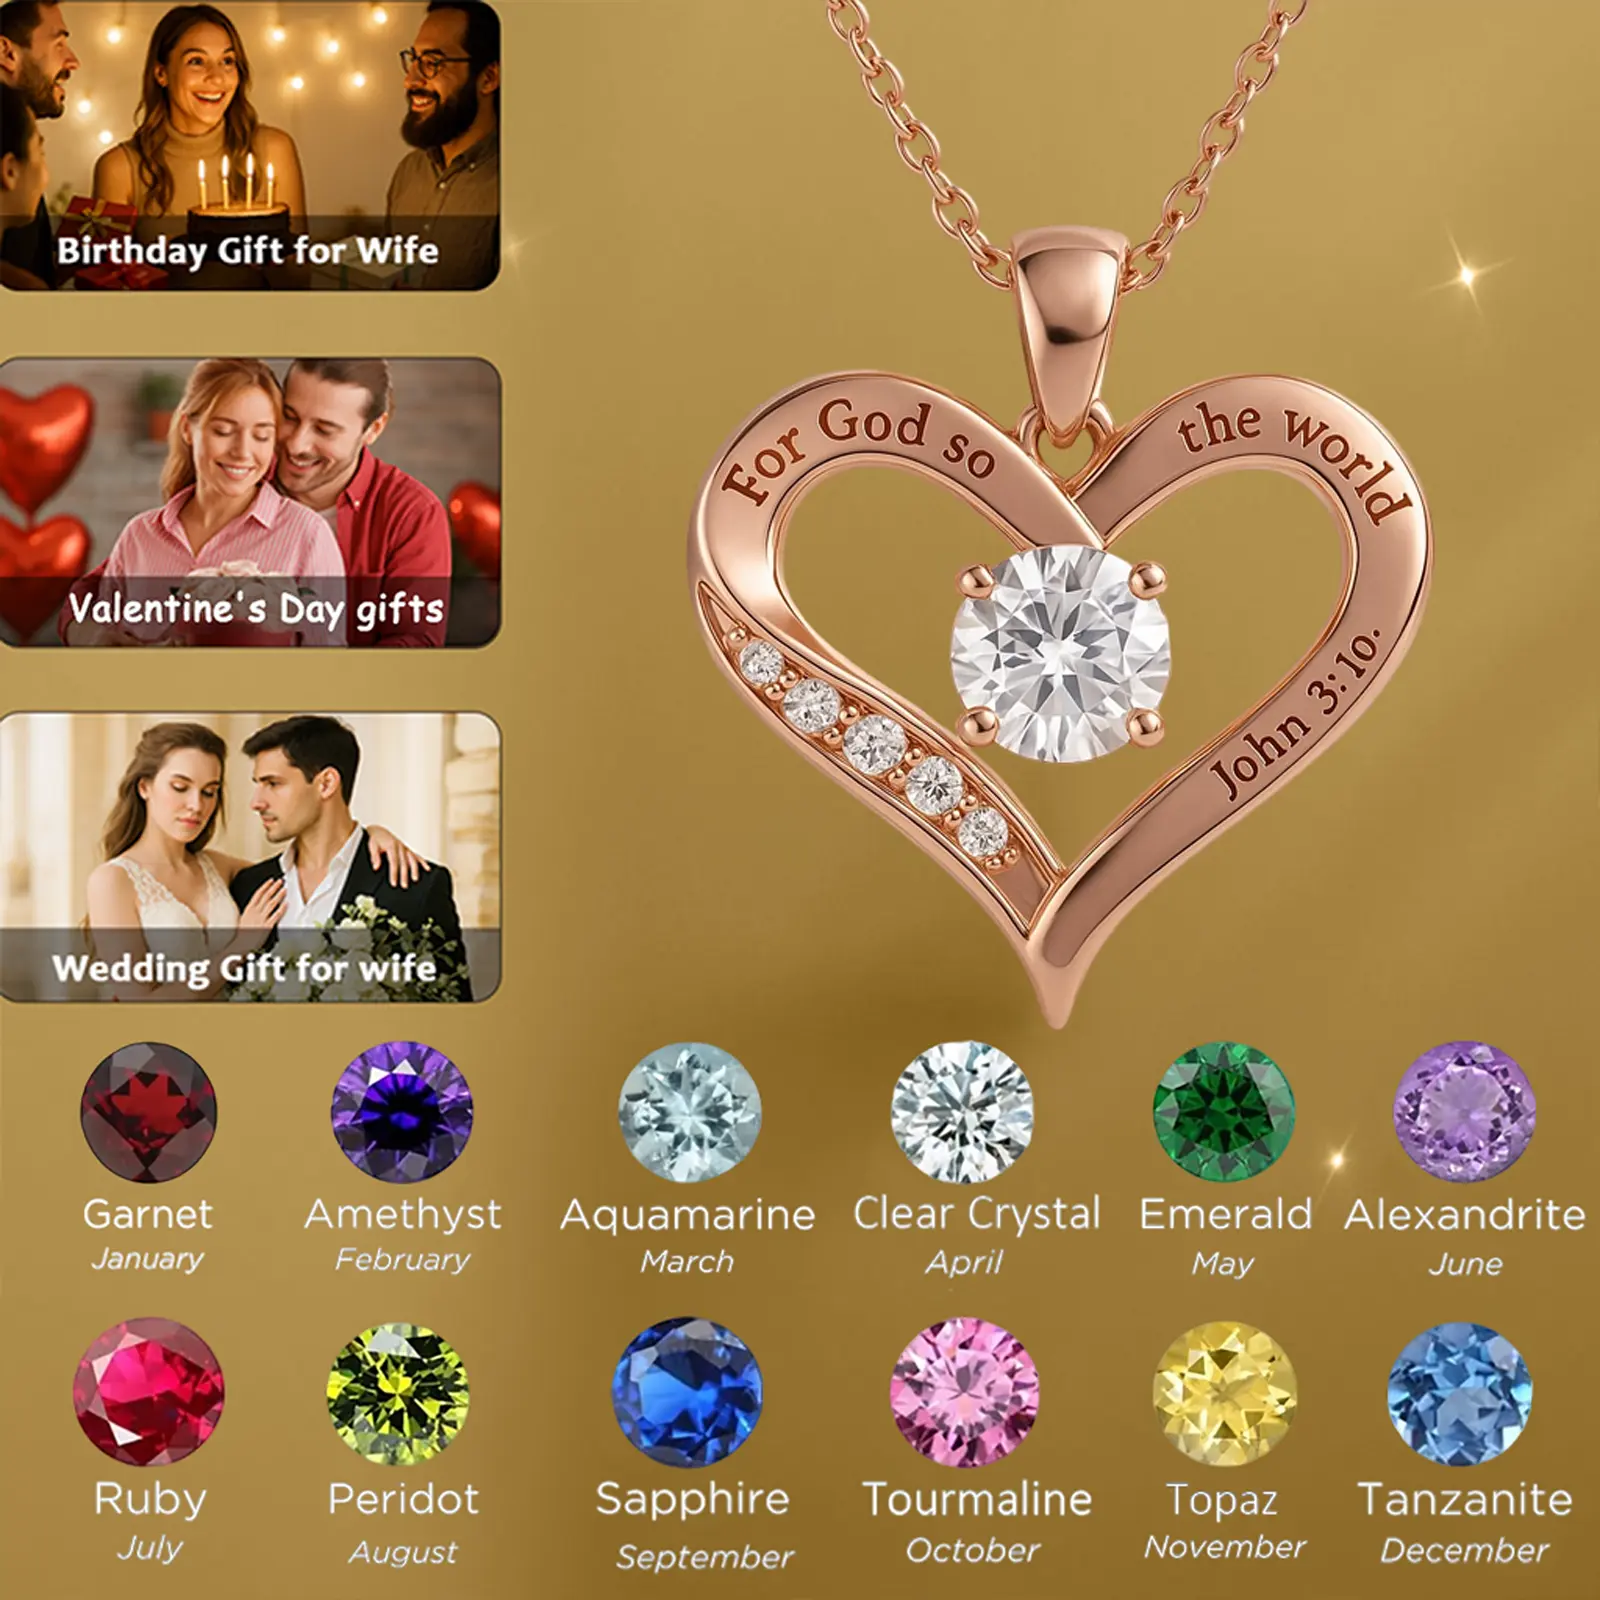 Birthday Gift for Wife
Valentine's Day gifts
Wedding Gift for wife
For God so
the world
John 3:10.
Garnet
January
Amethyst
February
Aquamarine
March
Clear Crystal
April
Emerald
May
Alexandrite
June
Ruby
July
Peridot
August
Sapphire
September
Tourmaline
October
Topaz
November
Tanzanite
December